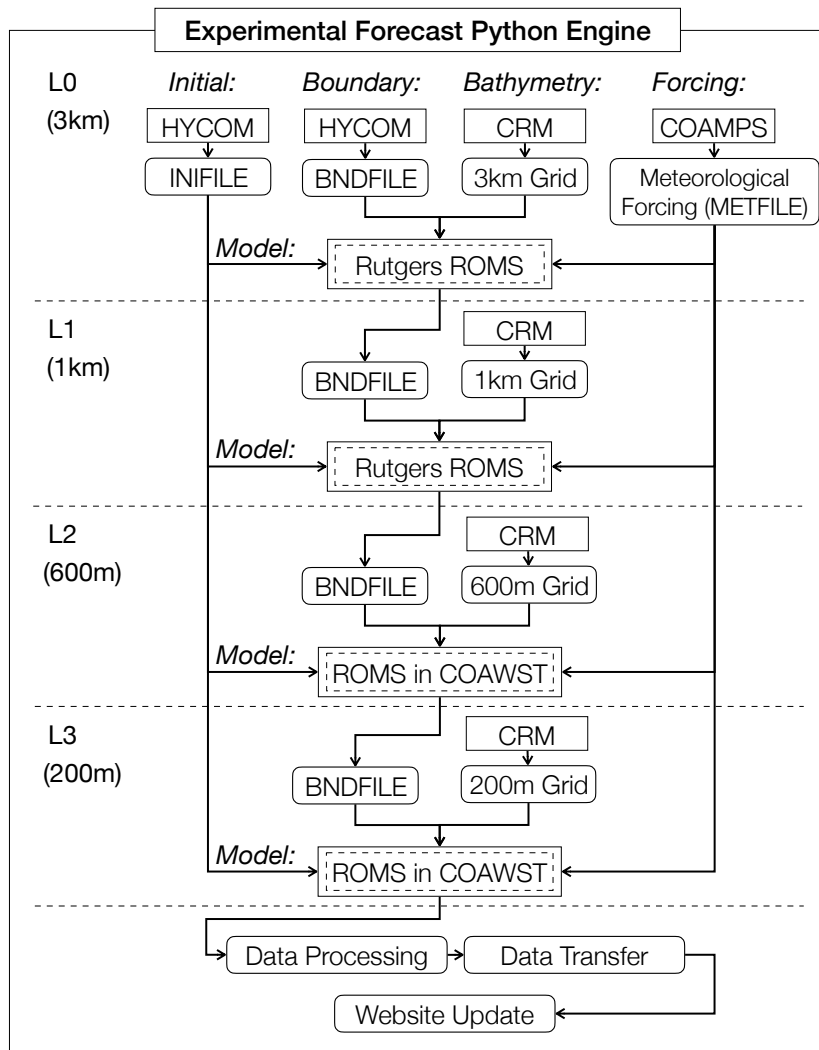 Experimental Forecast Python Engine
L0
(3km)
Initial:
Boundary:
Bathymetry:
Forcing:
HYCOM
HYCOM
CRM
COAMPS
INIFILE
BNDFILE
3km Grid
Meteorological
Forcing (METFILE)
Model:
Rutgers ROMS
L1
(1km)
CRM
BNDFILE
1km Grid
Model:
Rutgers ROMS
L2
(600m)
CRM
BNDFILE
600m Grid
Model:
ROMS in COAWST
L3
(200m)
CRM
BNDFILE
200m Grid
Model:
ROMS in COAWST
Data Processing
Data Transfer
Website Update